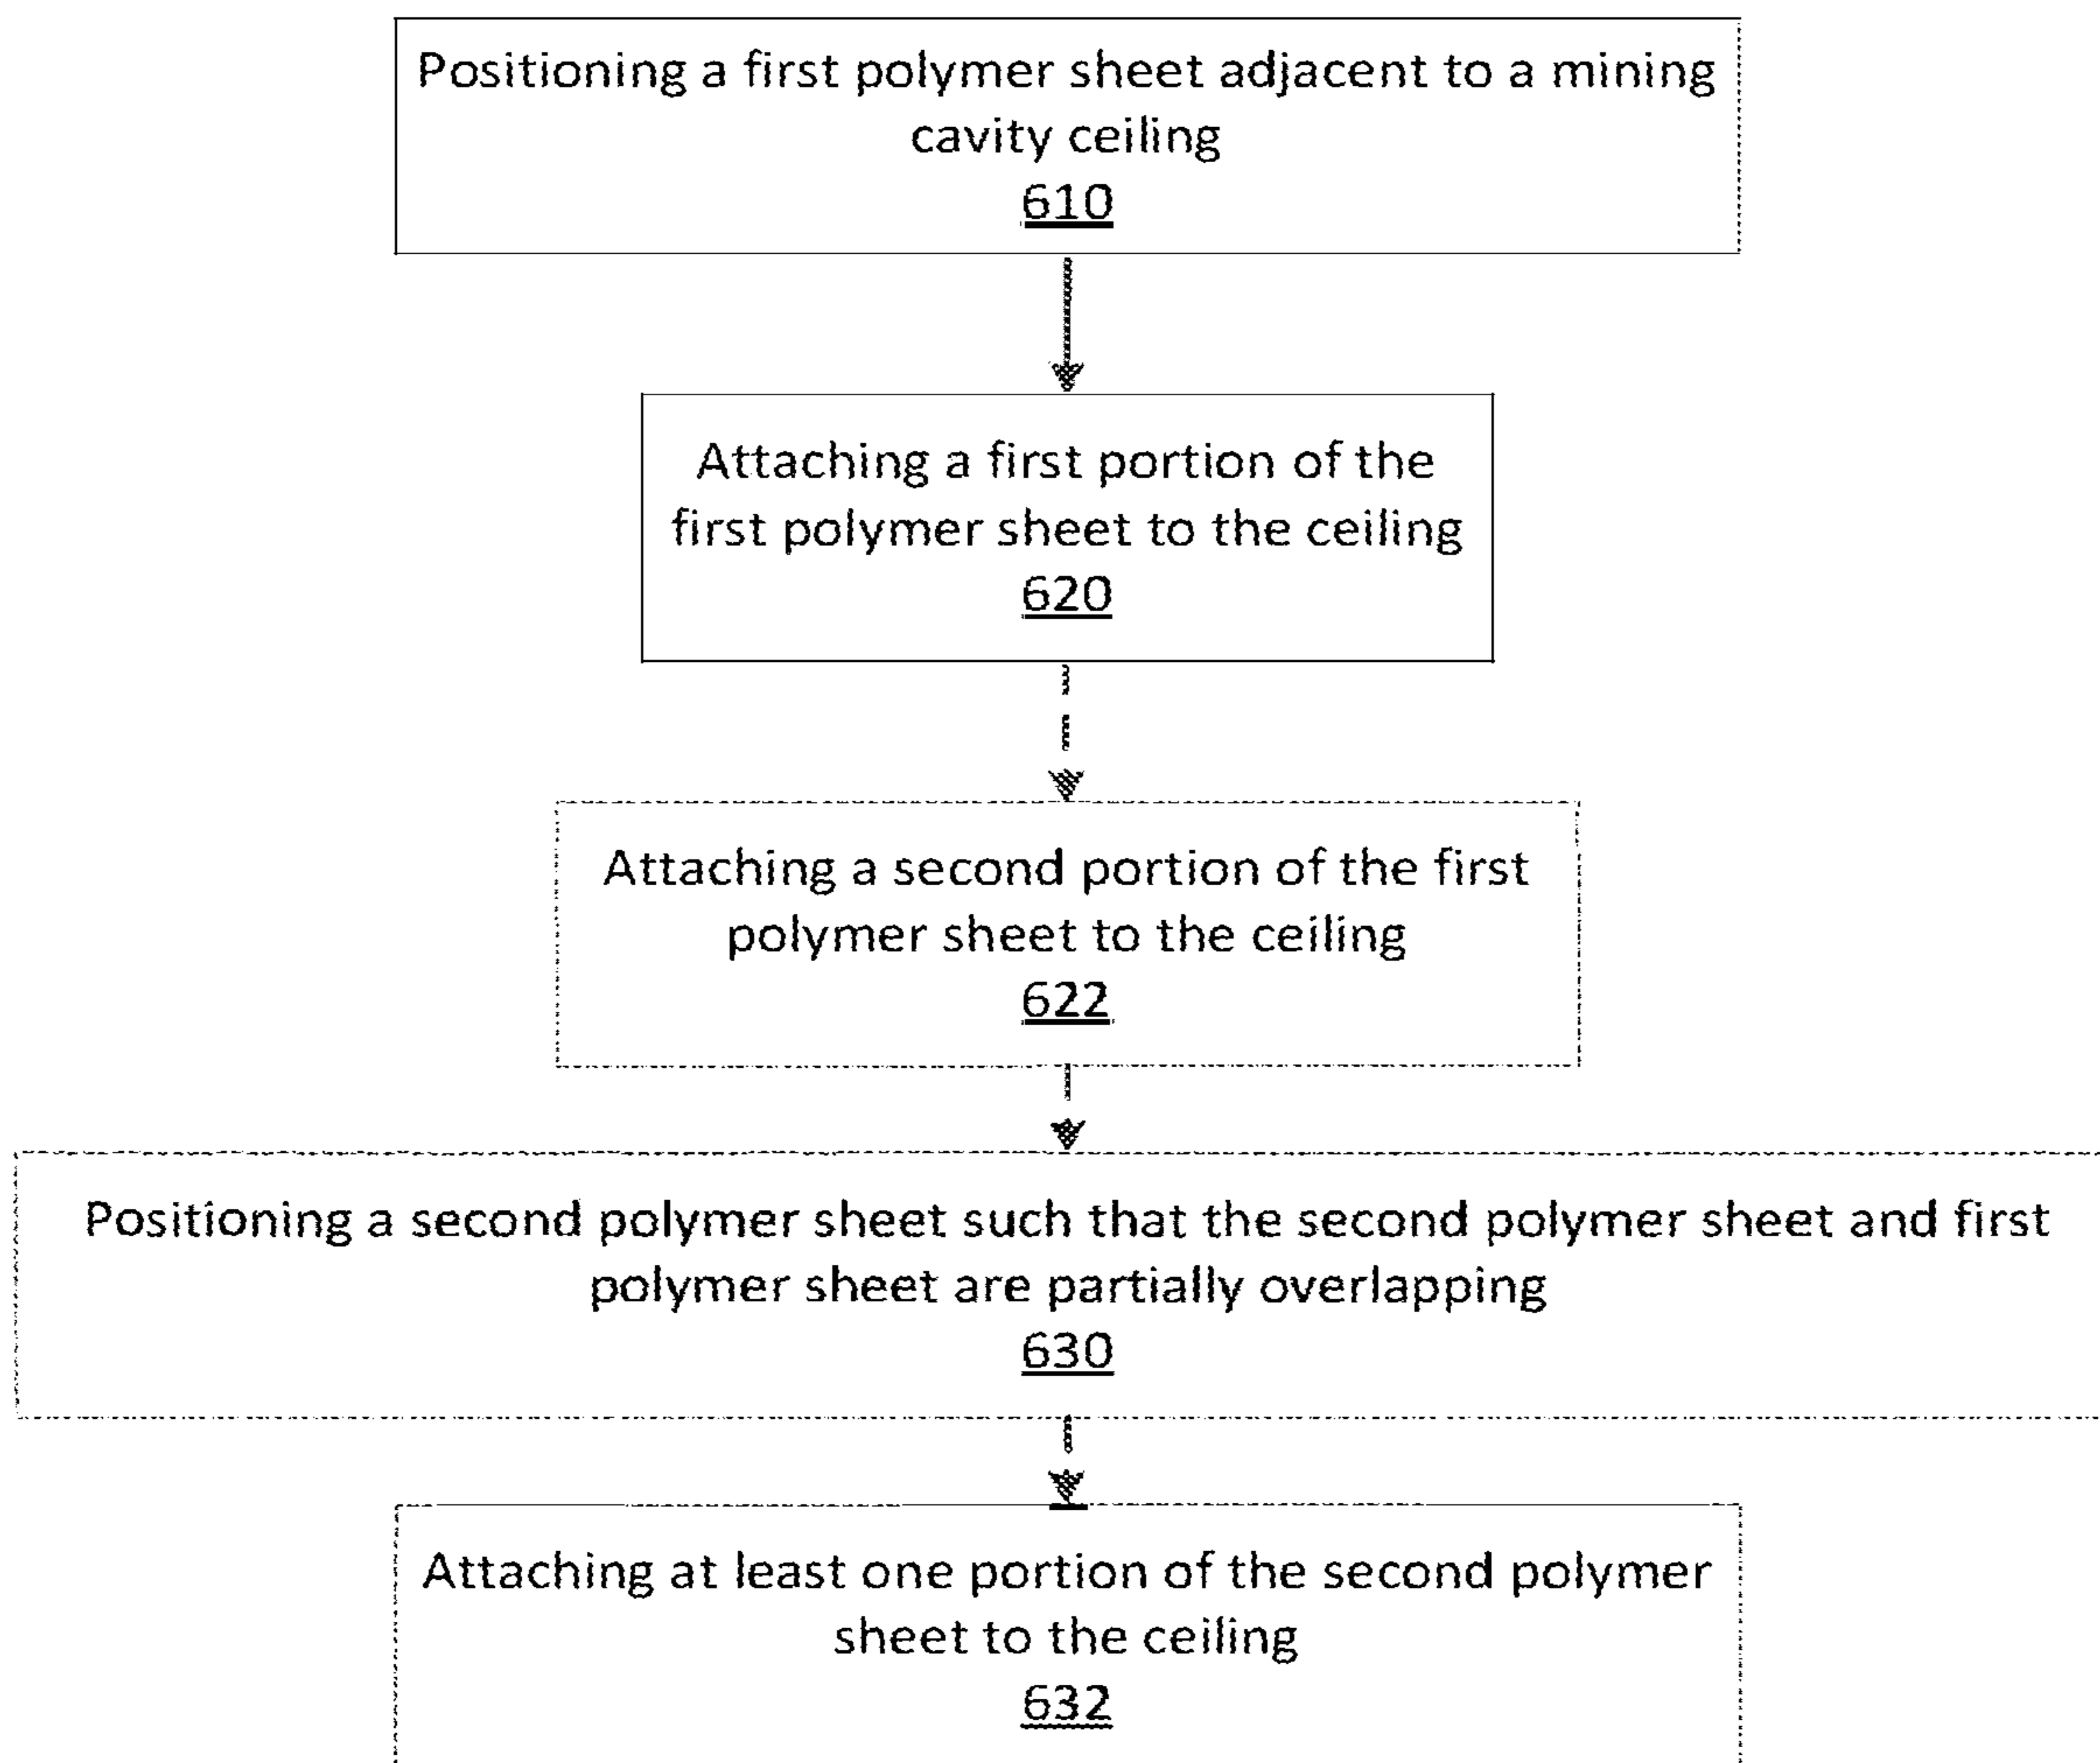 Positioning a first polymer sheet adjacent to a mining
cavity ceiling
610
Attaching a first portion of the
first polymer sheet to the ceiling
620
Attaching a second portion of the first
polymer sheet to the ceiling
622
Positioning a second polymer sheet such that the second polymer sheet and first
polymer sheet are partially overlapping
630
Attaching at least one portion of the second polymer
sheet to the ceiling
632